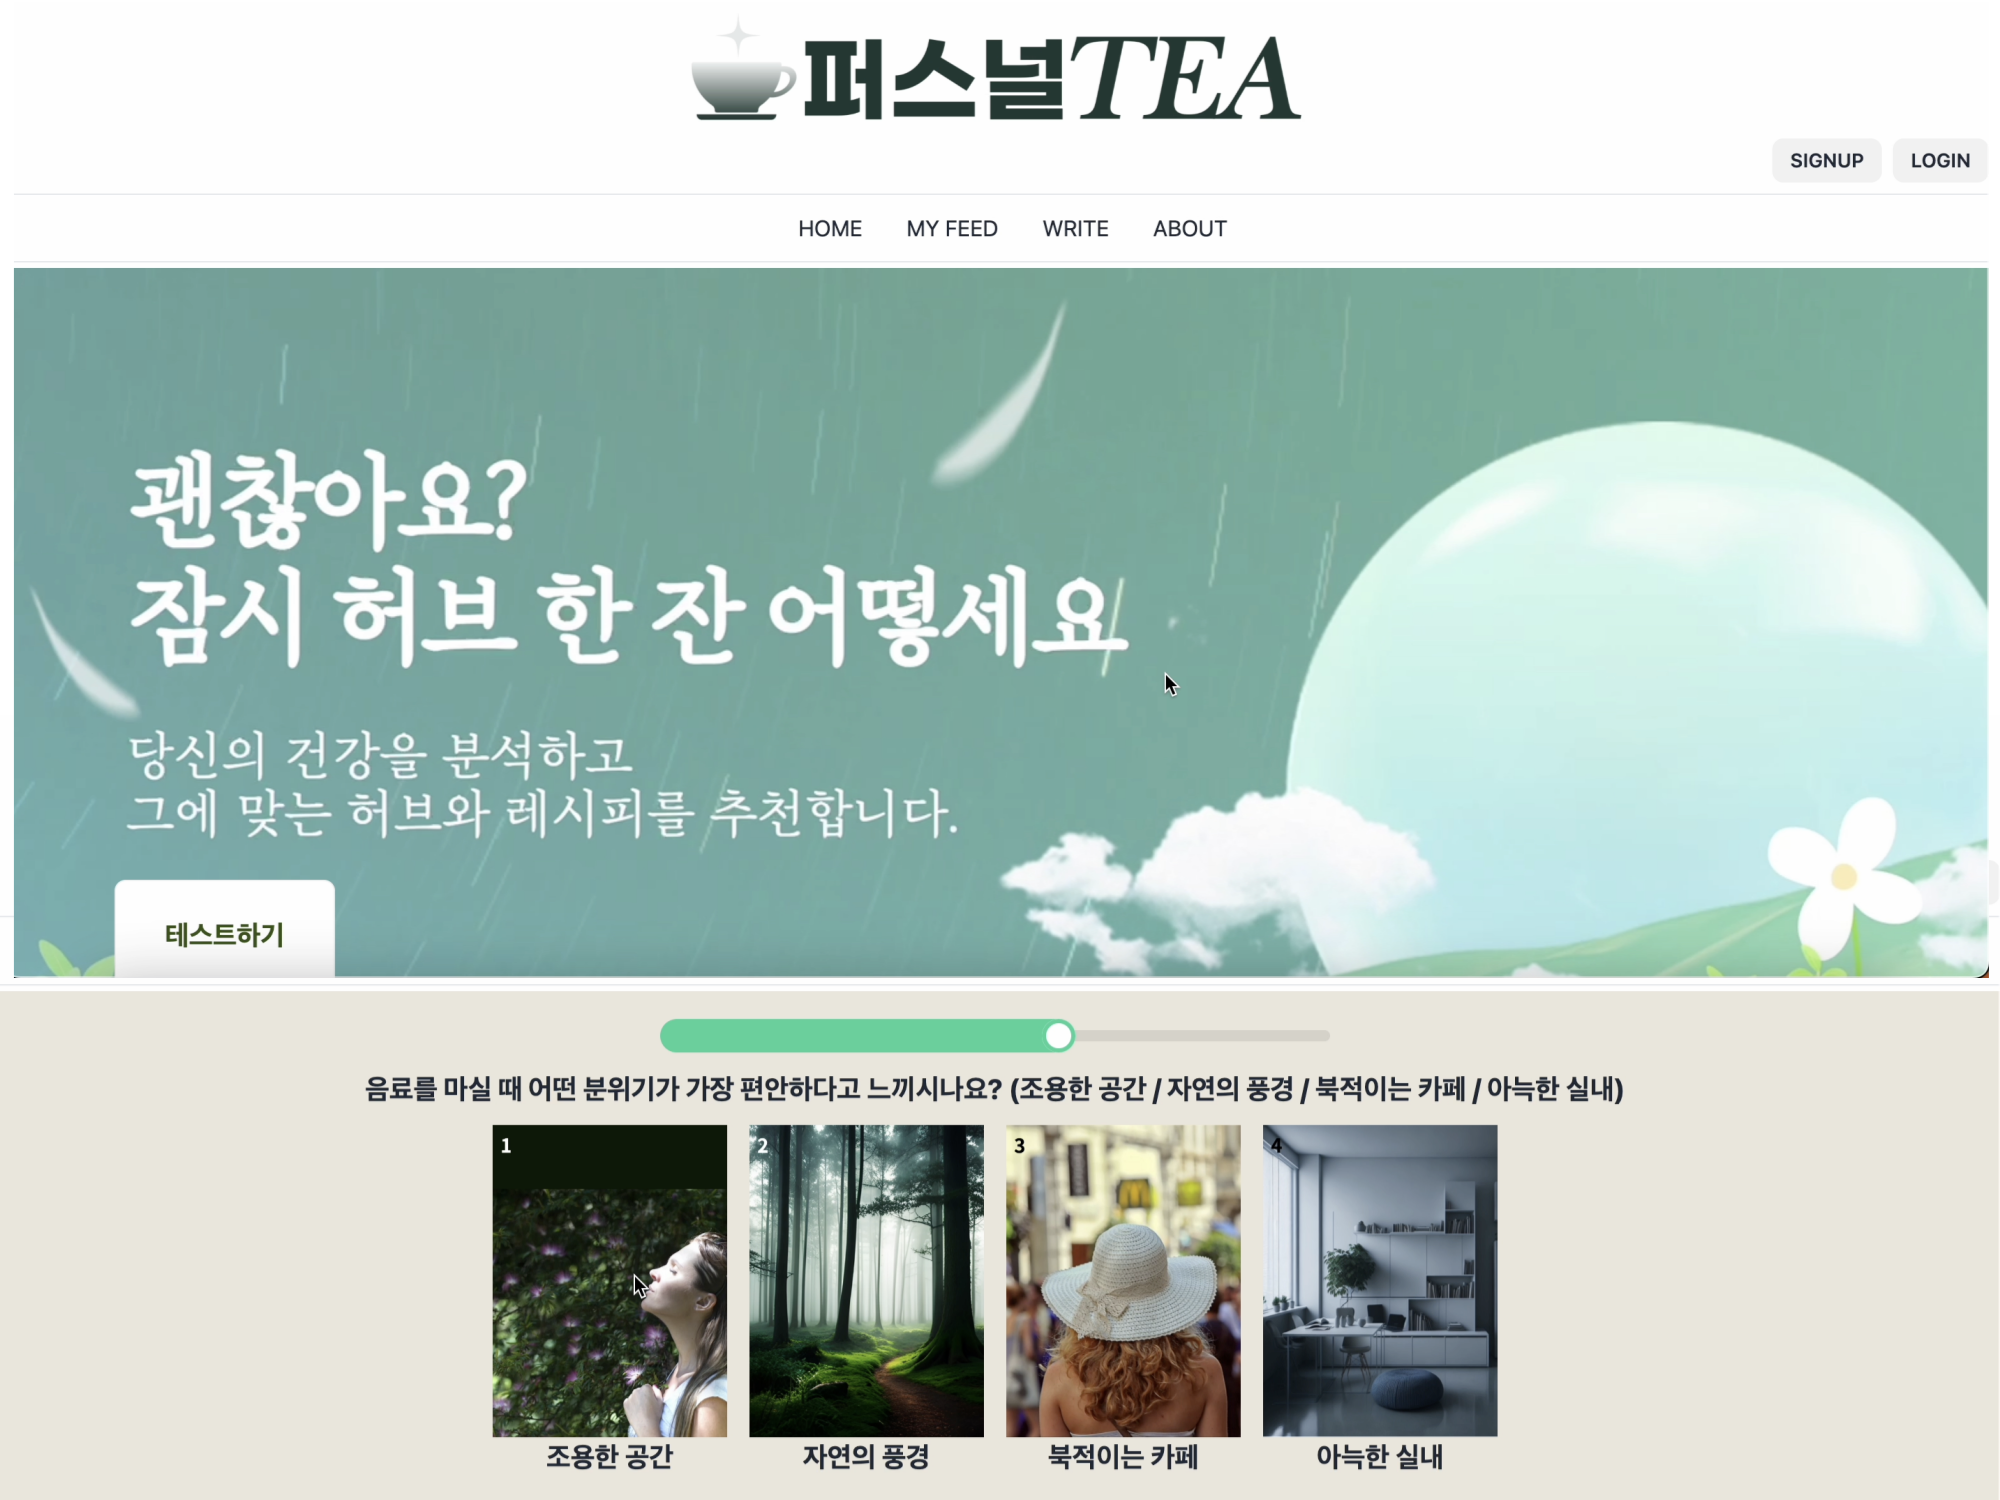 퍼스널TEA
SIGNUP LOGIN
HOME MY FEED WRITE ABOUT
괜찮아요?
잠시 허브 한 잔 어떻세요
당신의 건강을 분석하고
그에 맞는 허브와 레시피를 추천합니다.
테스트하기
음료를 마실 때 어떤 분위기가 가장 편안하다고 느끼시나요? (조용한 공간 / 자연의 풍경 / 북적이는 카페 / 아늑한 실내)
1 2 3 4
조용한 공간 자연의 풍경 북적이는 카페 아늑한 실내